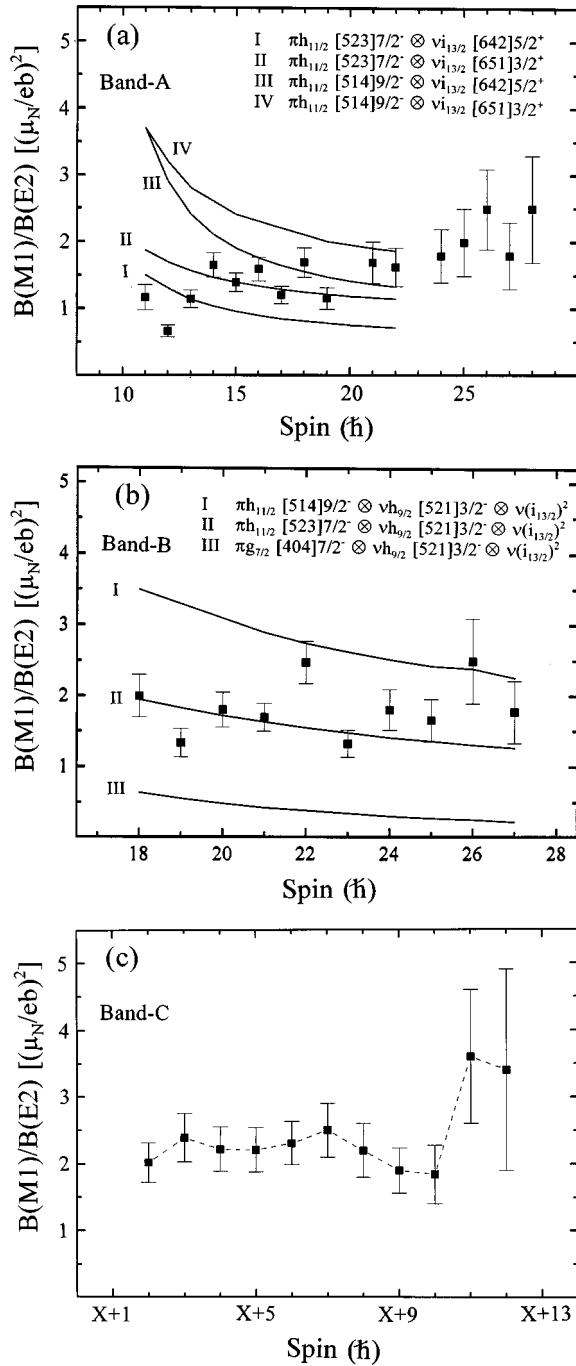 (a)
I πh₁₁/₂ [523]7/2⁻ ⊗ νi₁₃/₂ [642]5/2⁺
II πh₁₁/₂ [523]7/2⁻ ⊗ νi₁₃/₂ [651]3/2⁺
III πh₁₁/₂ [514]9/2⁻ ⊗ νi₁₃/₂ [642]5/2⁺
IV πh₁₁/₂ [514]9/2⁻ ⊗ νi₁₃/₂ [651]3/2⁺
Band-A
B(M1)/B(E2) [(μ_N/eb)²]
5
4
3
2
1
IV
III
II
I
10 15 20 25
Spin (ħ)
(b)
I πh₁₁/₂ [514]9/2⁻ ⊗ νh₉/₂ [521]3/2⁻ ⊗ ν(i₁₃/₂)²
II πh₁₁/₂ [523]7/2⁻ ⊗ νh₉/₂ [521]3/2⁻ ⊗ ν(i₁₃/₂)²
III πg₇/₂ [404]7/2⁻ ⊗ νh₉/₂ [521]3/2⁻ ⊗ ν(i₁₃/₂)²
Band-B
B(M1)/B(E2) [(μ_N/eb)²]
5
4
3
2
1
I
II
III
18 20 22 24 26 28
Spin (ħ)
(c)
Band-C
B(M1)/B(E2) [(μ_N/eb)²]
5
4
3
2
1
X+1 X+5 X+9 X+13
Spin (ħ)